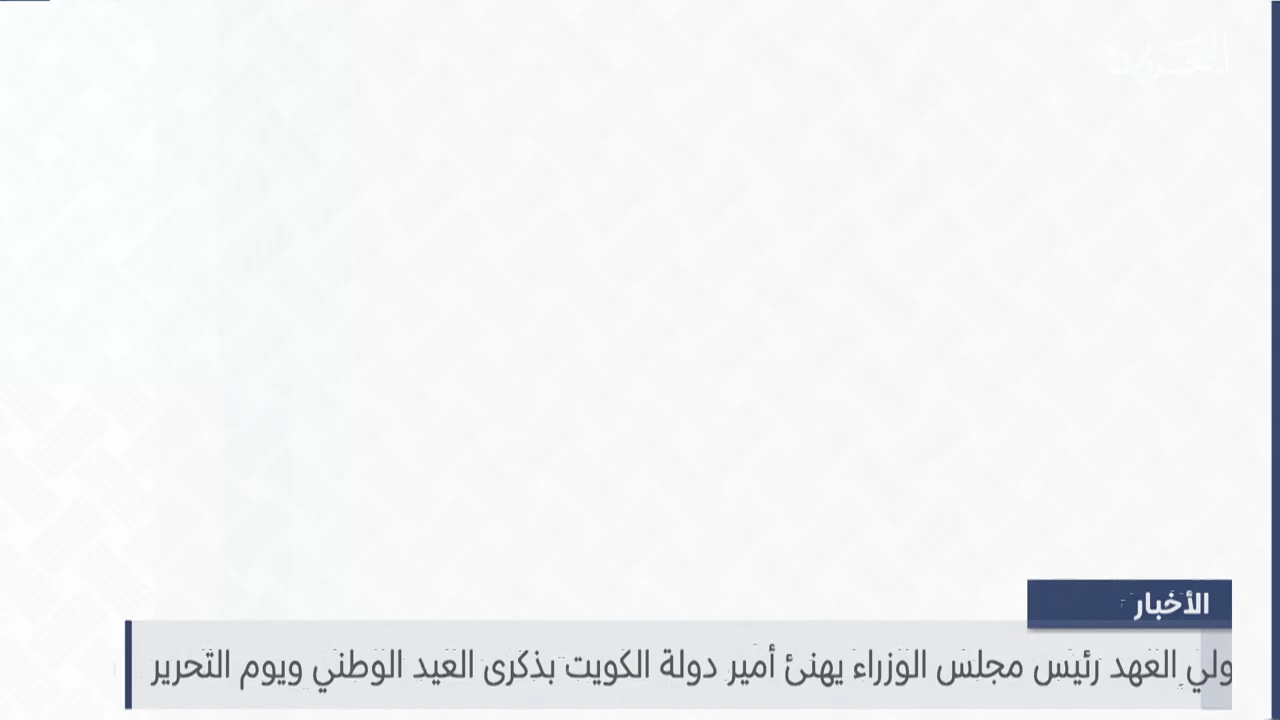 الأخبار
ولي العهد رئيس مجلس الوزراء يهنئ أمير دولة الكويت بذكرى العيد الوطني ويوم التحرير